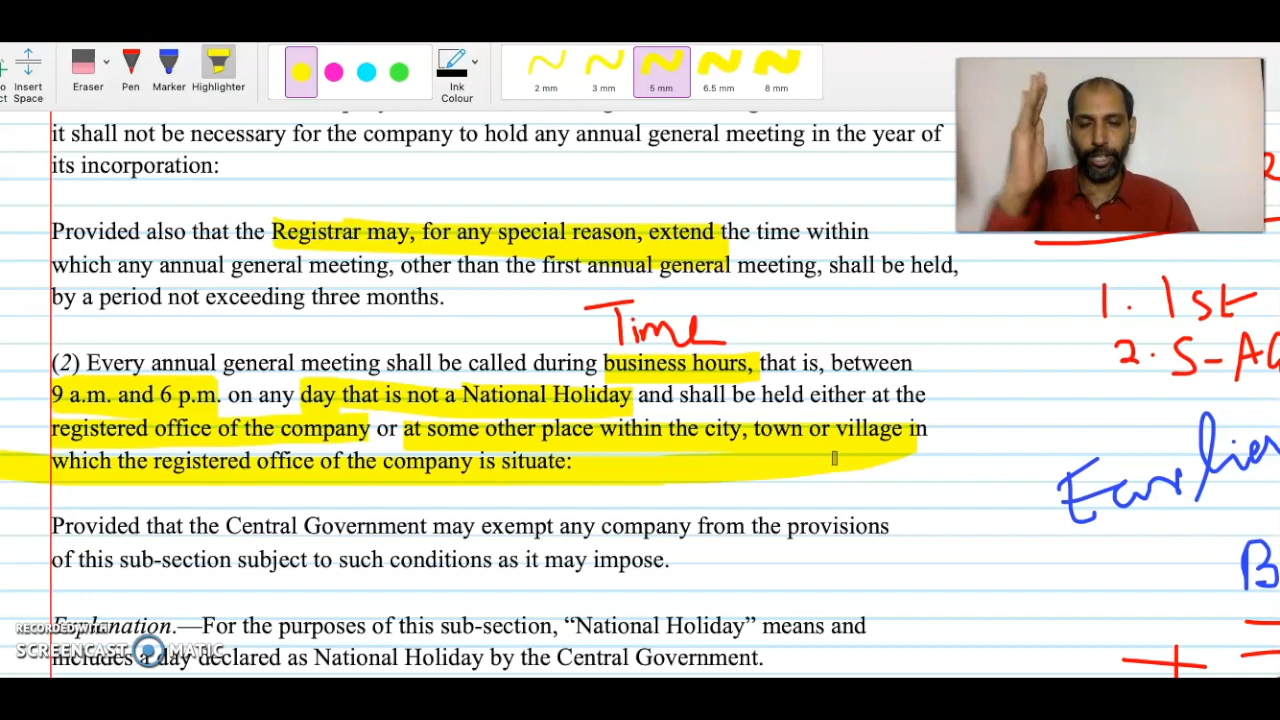 Insert
Space
Eraser
Pen
Marker
Highlighter
Ink
Colour
2 mm
3 mm
5 mm
6.5 mm
8 mm
it shall not be necessary for the company to hold any annual general meeting in the year of
its incorporation:
Provided also that the Registrar may, for any special reason, extend the time within
which any annual general meeting, other than the first annual general meeting, shall be held,
by a period not exceeding three months.
Time
(2) Every annual general meeting shall be called during business hours, that is, between
9 a.m. and 6 p.m. on any day that is not a National Holiday and shall be held either at the
registered office of the company or at some other place within the city, town or village in
which the registered office of the company is situate:
Provided that the Central Government may exempt any company from the provisions
of this sub-section subject to such conditions as it may impose.
Explanation.—For the purposes of this sub-section, “National Holiday” means and
includes a day declared as National Holiday by the Central Government.
1. 1st
2. S-AG
Earlier
B
+
RECORDED WITH
SCREENCAST MATIC